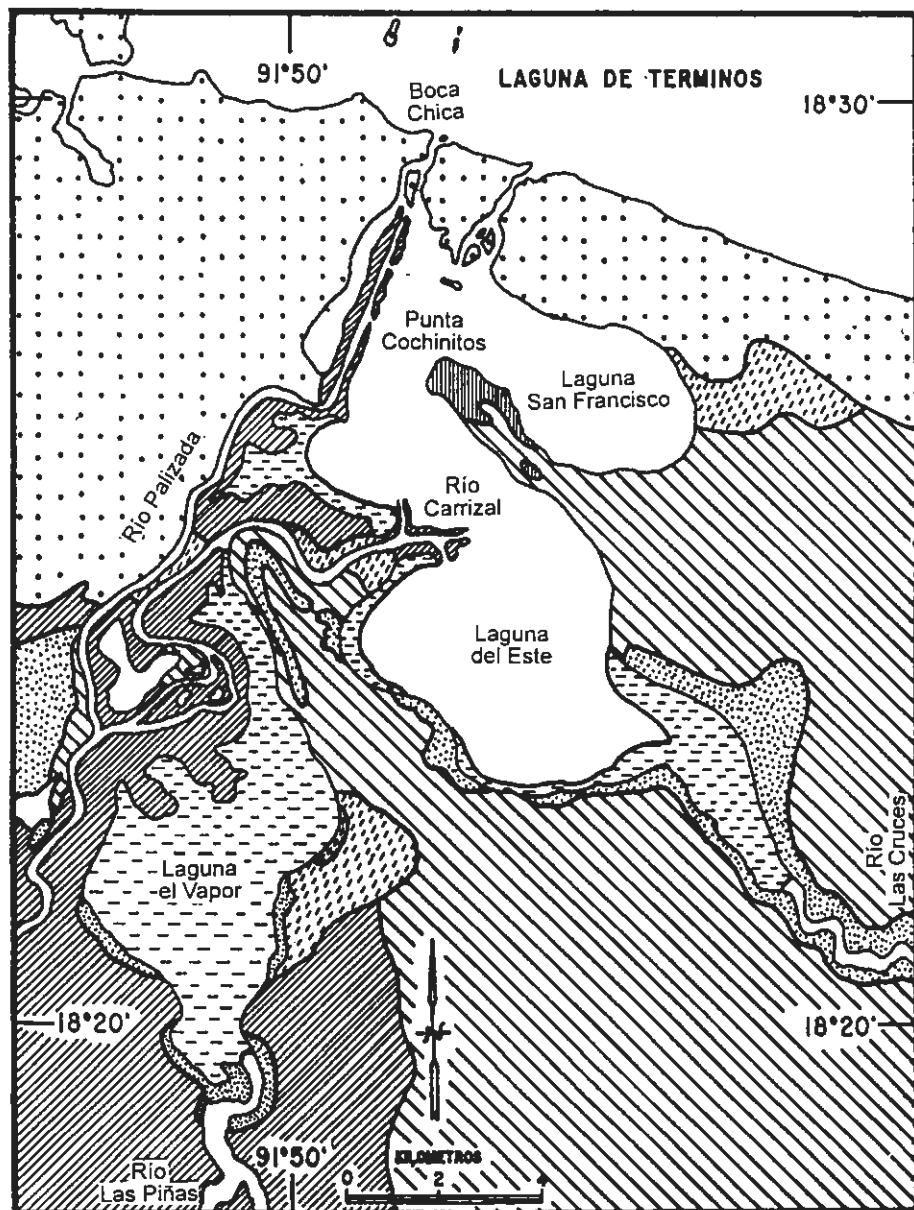 91°50'
LAGUNA DE TERMINOS
Boca
Chica
18°30'
Punta
Cochinitos
Laguna
San Francisco
Río Palizada
Río
Carrizal
Laguna
del Este
Laguna
el Vapor
Río
Las Cruces
18°20'
18°20'
N
Río
Las Piñas
91°50'
KILOMETROS
0 2 4